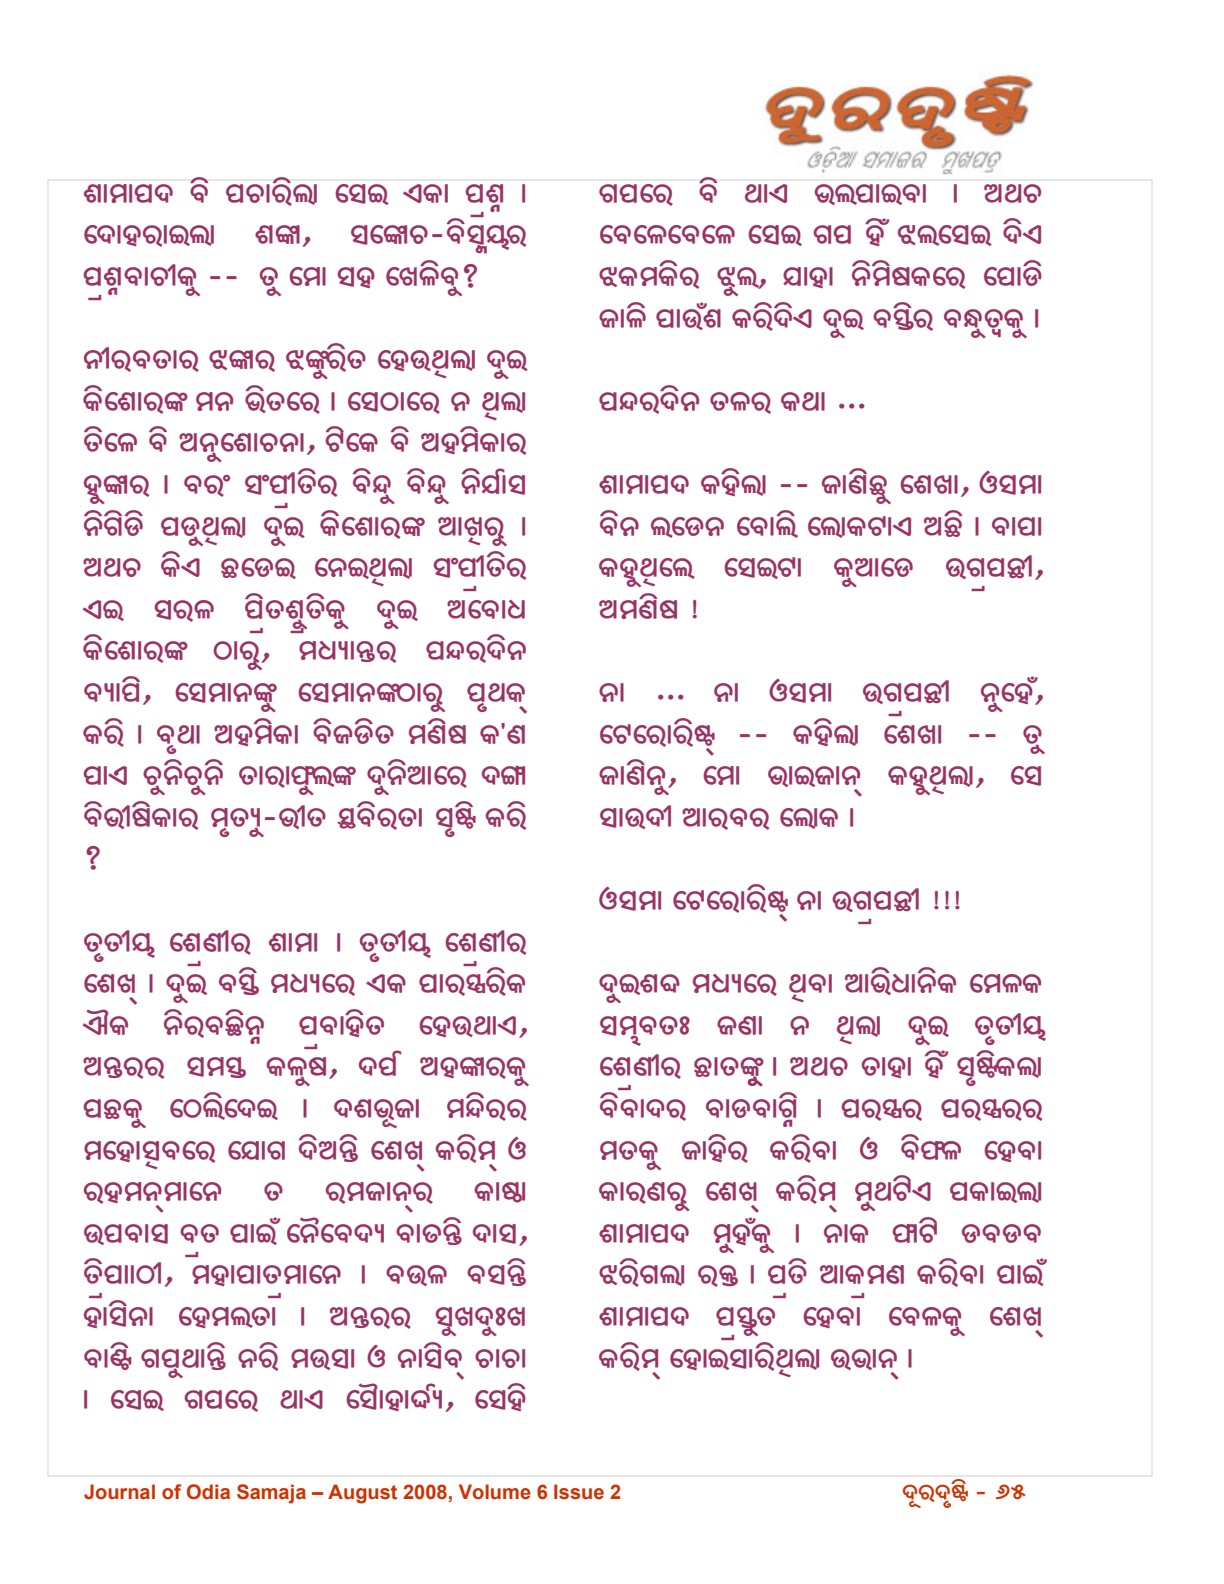 ଦୂରଦୃଷ୍ଟି
ଓଡ଼ିଆ ସମାଜର ମୁଖପତ୍ର
ଶାମାପଦ ବି ପଚାରିଲା ସେଇ ଏକା ପ୍ରଶ୍ନ ।
ଦୋହରାଇଲା ଶଙ୍କା, ସଙ୍କୋଚ-ବିସ୍ମୟର
ପ୍ରଶ୍ନବାଚୀକୁ -- ତୁ ମୋ ସହ ଖେଳିବୁ?
ନୀରବତାର ଝଙ୍କାର ଝଙ୍କୁରିତ ହେଉଥିଲା ଦୁଇ
କିଶୋରଙ୍କ ମନ ଭିତରେ । ସେଠାରେ ନ ଥିଲା
ତିଳେ ବି ଅନୁଶୋଚନା, ଟିକେ ବି ଅହମିକାର
ହୁଙ୍କାର । ବରଂ ସଂପ୍ରୀତିର ବିନ୍ଦୁ ବିନ୍ଦୁ ନିର୍ଯାସ
ନିଗିଡି ପଡୁଥିଲା ଦୁଇ କିଶୋରଙ୍କ ଆଖିରୁ ।
ଅଥଚ କିଏ ଛଡେଇ ନେଇଥିଲା ସଂପ୍ରୀତିର
ଏଇ ସରଳ ପ୍ରିତଶ୍ରୁତିକୁ ଦୁଇ ଅବୋଧ
କିଶୋରଙ୍କ ଠାରୁ, ମଧ୍ୟାନ୍ତର ପନ୍ଦରଦିନ
ବ୍ୟାପି, ସେମାନଙ୍କୁ ସେମାନଙ୍କଠାରୁ ପୃଥକ୍
କରି । ବୃଥା ଅହମିକା ବିଜଡିତ ମଣିଷ କ'ଣ
ପାଏ ଚୁନିଚୁନି ତାରାଫୁଲଙ୍କ ଦୁନିଆରେ ଦଙ୍ଗା
ବିଭୀଷିକାର ମୃତ୍ୟୁ-ଭୀତ ସ୍ଥବିରତା ସୃଷ୍ଟି କରି
?
ତୃତୀୟ ଶ୍ରେଣୀର ଶାମା । ତୃତୀୟ ଶ୍ରେଣୀର
ଶେଖ୍ । ଦୁଇ ବସ୍ତି ମଧ୍ୟରେ ଏକ ପାରସ୍ପରିକ
ଐକ ନିରବଚ୍ଛିନ୍ନ ପ୍ରବାହିତ ହେଉଥାଏ,
ଅନ୍ତରର ସମସ୍ତ କଳୁଷ, ଦର୍ପ ଅହଙ୍କାରକୁ
ପଛକୁ ଠେଲିଦେଇ । ଦଶଭୂଜା ମନ୍ଦିରର
ମହୋତ୍ସବରେ ଯୋଗ ଦିଅନ୍ତି ଶେଖ୍ କରିମ୍ ଓ
ରହମନ୍‌ମାନେ ତ ରମଜାନ୍‌ର କାଷ୍ଠା
ଉପବାସ ବ୍ରତ ପାଇଁ ନୈବେଦ୍ୟ ବାଡନ୍ତି ଦାସ,
ତ୍ରିପାାଠୀ, ମହାପାତ୍ରମାନେ । ବଉଳ ବସନ୍ତି
ହାସିନା ହେମଲତା । ଅନ୍ତରର ସୁଖଦୁଃଖ
ବାଣ୍ଟି ଗପୁଥାନ୍ତି ନରି ମଉସା ଓ ନାସିବ୍ ଚାଚା
। ସେଇ ଗପରେ ଥାଏ ସୌହାର୍ଦ୍ଦ୍ୟ, ସେହି
ଗପରେ ବି ଥାଏ ଭଲପାଇବା । ଅଥଚ
ବେଳେବେଳେ ସେଇ ଗପ ହିଁ ଝଲସେଇ ଦିଏ
ଝକମକିର ଝୁଲ, ଯାହା ନିମିଷକରେ ପୋଡି
ଜାଳି ପାଉଁଶ କରିଦିଏ ଦୁଇ ବସ୍ତିର ବନ୍ଧୁତ୍ୱକୁ ।
ପନ୍ଦରଦିନ ତଳର କଥା ...
ଶାମାପଦ କହିଲା -- ଜାଣିଛୁ ଶେଖା, ଓସମା
ବିନ ଲଡେନ ବୋଲି ଲୋକଟାଏ ଅଛି । ବାପା
କହୁଥିଲେ ସେଇଟା କୁଆଡେ ଉଗ୍ରପନ୍ଥୀ,
ଅମଣିଷ !
ନା ... ନା ଓସମା ଉଗ୍ରପନ୍ଥୀ ନୁହେଁ,
ଟେରୋରିଷ୍ଟ୍ -- କହିଲା ଶେଖା -- ତୁ
ଜାଣିନୁ, ମୋ ଭାଇଜାନ୍ କହୁଥିଲା, ସେ
ସାଉଦୀ ଆରବର ଲୋକ ।
ଓସମା ଟେରୋରିଷ୍ଟ୍ ନା ଉଗ୍ରପନ୍ଥୀ !!!
ଦୁଇଶବ୍ଦ ମଧ୍ୟରେ ଥିବା ଆଭିଧାନିକ ମେଳକ
ସମ୍ଭବତଃ ଜଣା ନ ଥିଲା ଦୁଇ ତୃତୀୟ
ଶ୍ରେଣୀର ଛାତଙ୍କୁ । ଅଥଚ ତାହା ହିଁ ସୃଷ୍ଟିକଲା
ବିବାଦର ବାଡବାଗ୍ନି । ପରସ୍ପର ପରସ୍ପରର
ମତକୁ ଜାହିର କରିବା ଓ ବିଫଳ ହେବା
କାରଣରୁ ଶେଖ୍ କରିମ୍ ମୁଥଟିଏ ପକାଇଲା
ଶାମାପଦ ମୁହଁକୁ । ନାକ ଫାଟି ଡବଡବ
ଝରିଗଲା ରକ୍ତ । ପ୍ରତି ଆକ୍ରମଣ କରିବା ପାଇଁ
ଶାମାପଦ ପ୍ରସ୍ତୁତ ହେବା ବେଳକୁ ଶେଖ୍
କରିମ୍ ହୋଇସାରିଥିଲା ଉଭାନ୍ ।
Journal of Odia Samaja – August 2008, Volume 6 Issue 2
ଦୂରଦୃଷ୍ଟି - ୬୫